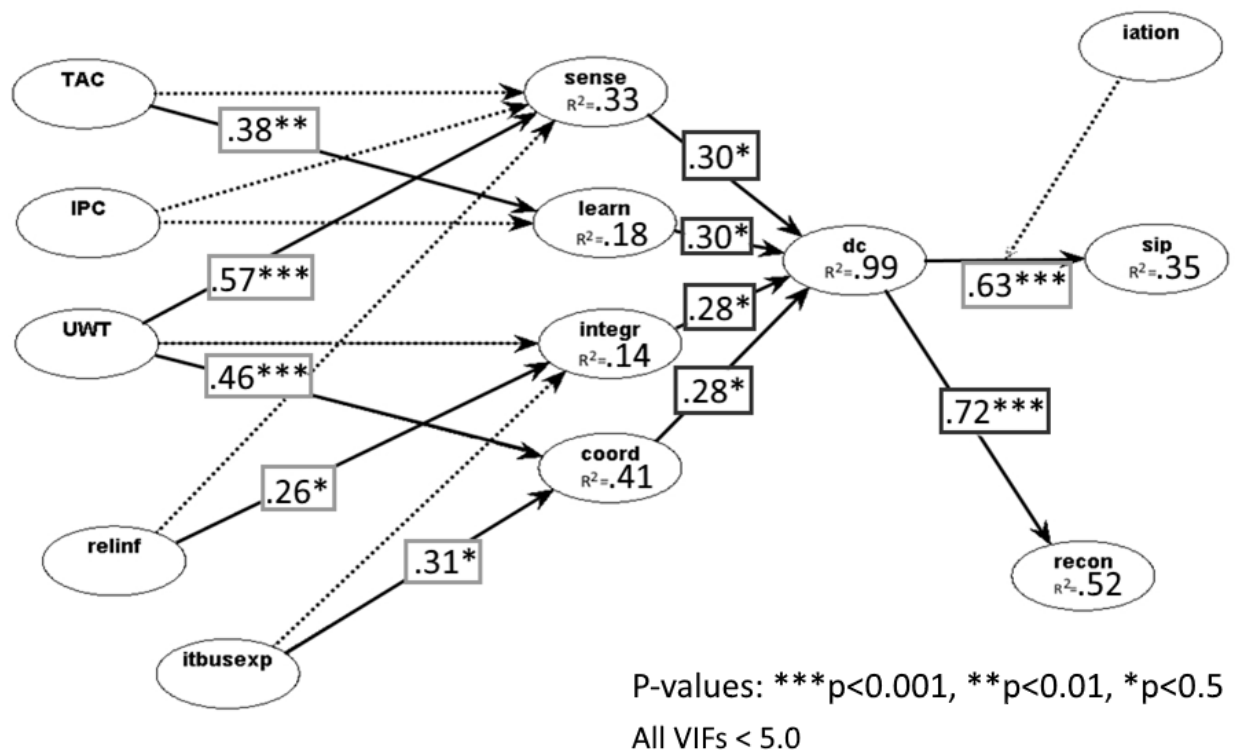 iation
TAC
sense
R²=.33
.38**
.30*
IPC
learn
R²=.18
.30*
dc
R²=.99
sip
R²=.35
.57***
.63***
UWT
integr
R²=.14
.28*
.46***
.28*
.72***
coord
R²=.41
.26*
relinf
.31*
recon
R²=.52
itbusexp
P-values: ***p<0.001, **p<0.01, *p<0.5
All VIFs < 5.0